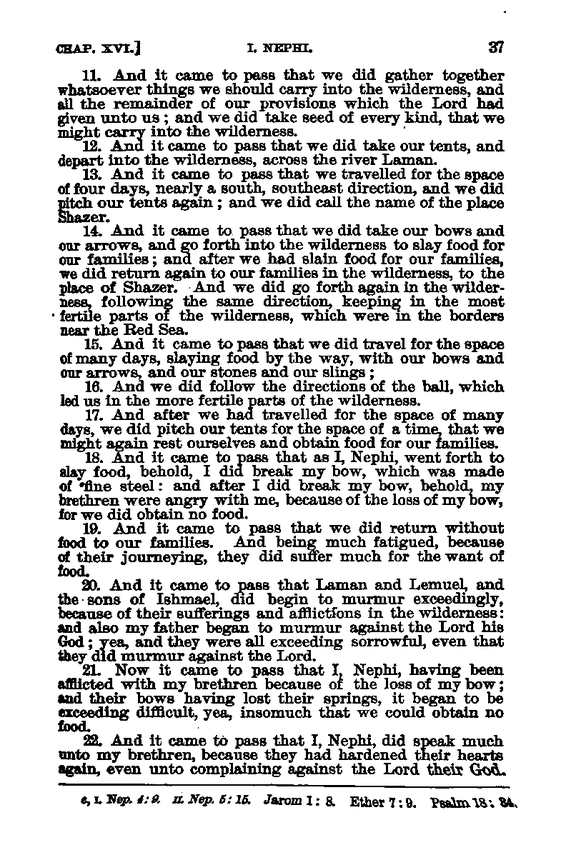 CHAP. XVI.] I. NEPHI. 37
11. And it came to pass that we did gather together
whatsoever things we should carry into the wilderness, and
all the remainder of our provisions which the Lord had
given unto us; and we did take seed of every kind, that we
might carry into the wilderness.
12. And it came to pass that we did take our tents, and
depart into the wilderness, across the river Laman.
13. And it came to pass that we travelled for the space
of four days, nearly a south, southeast direction, and we did
pitch our tents again; and we did call the name of the place
Shazer.
14. And it came to pass that we did take our bows and
our arrows, and go forth into the wilderness to slay food for
our families; and after we had slain food for our families,
we did return again to our families in the wilderness, to the
place of Shazer. And we did go forth again in the wilder-
ness, following the same direction, keeping in the most
fertile parts of the wilderness, which were in the borders
near the Red Sea.
15. And it came to pass that we did travel for the space
of many days, slaying food by the way, with our bows and
our arrows, and our stones and our slings;
16. And we did follow the directions of the ball, which
led us in the more fertile parts of the wilderness.
17. And after we had travelled for the space of many
days, we did pitch our tents for the space of a time, that we
might again rest ourselves and obtain food for our families.
18. And it came to pass that as I, Nephi, went forth to
slay food, behold, I did break my bow, which was made
of ᵉfine steel: and after I did break my bow, behold, my
brethren were angry with me, because of the loss of my bow,
for we did obtain no food.
19. And it came to pass that we did return without
food to our families. And being much fatigued, because
of their journeying, they did suffer much for the want of
food.
20. And it came to pass that Laman and Lemuel, and
the sons of Ishmael, did begin to murmur exceedingly,
because of their sufferings and afflictions in the wilderness:
and also my father began to murmur against the Lord his
God; yea, and they were all exceeding sorrowful, even that
they did murmur against the Lord.
21. Now it came to pass that I, Nephi, having been
afflicted with my brethren because of the loss of my bow;
and their bows having lost their springs, it began to be
exceeding difficult, yea, insomuch that we could obtain no
food.
22. And it came to pass that I, Nephi, did speak much
unto my brethren, because they had hardened their hearts
again, even unto complaining against the Lord their God.
e, I. Nep. 4: 9. II. Nep. 5: 15. Jarom 1: 8. Ether 7: 9. Psalm 18: 34.